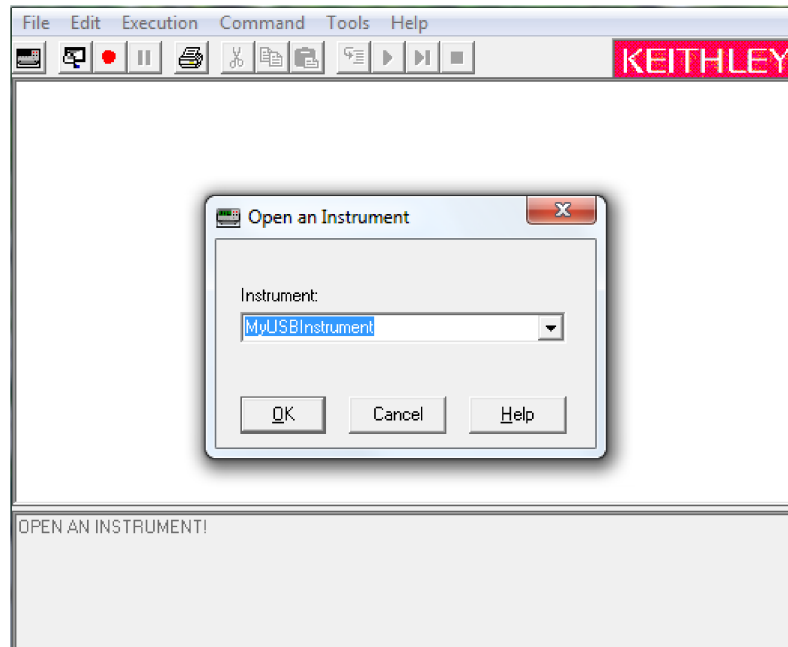 File Edit Execution Command Tools Help
KEITHLEY
Open an Instrument
Instrument:
MyUSBInstrument
OK Cancel Help
OPEN AN INSTRUMENT!